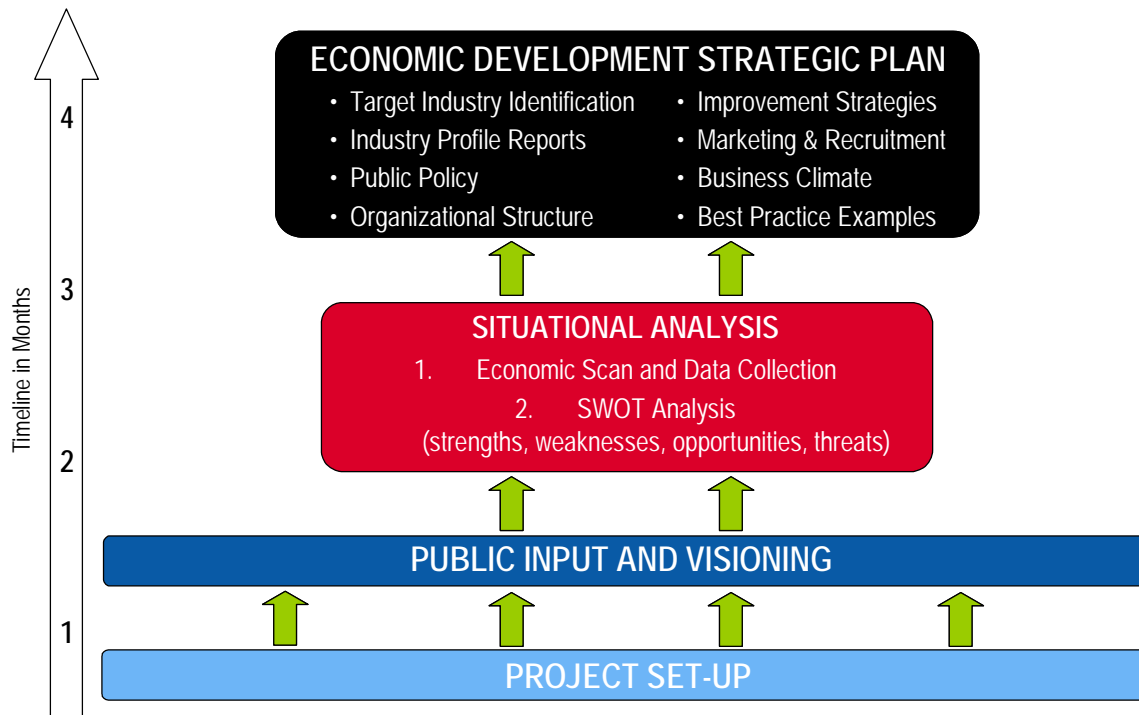 ECONOMIC DEVELOPMENT STRATEGIC PLAN
• Target Industry Identification
• Industry Profile Reports
• Public Policy
• Organizational Structure
• Improvement Strategies
• Marketing & Recruitment
• Business Climate
• Best Practice Examples
SITUATIONAL ANALYSIS
1. Economic Scan and Data Collection
2. SWOT Analysis
(strengths, weaknesses, opportunities, threats)
PUBLIC INPUT AND VISIONING
PROJECT SET-UP
Timeline in Months
4
3
2
1